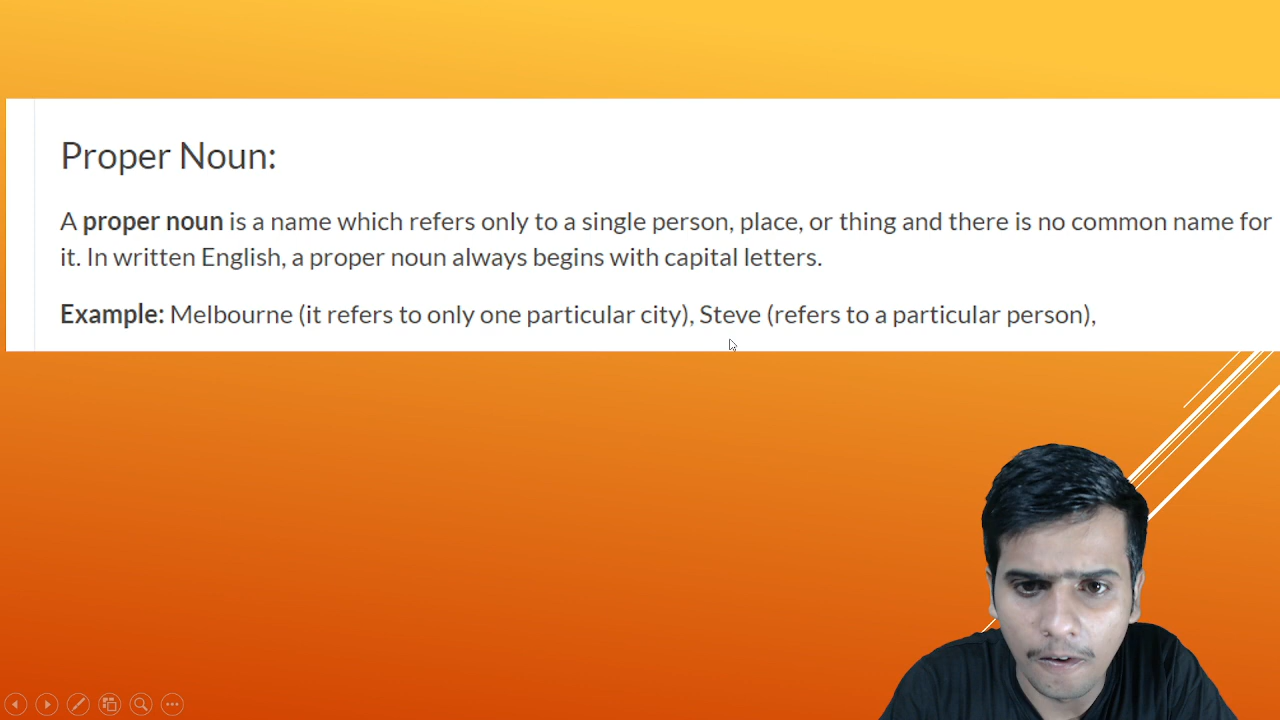 Proper Noun:
A proper noun is a name which refers only to a single person, place, or thing and there is no common name for
it. In written English, a proper noun always begins with capital letters.
Example: Melbourne (it refers to only one particular city), Steve (refers to a particular person),